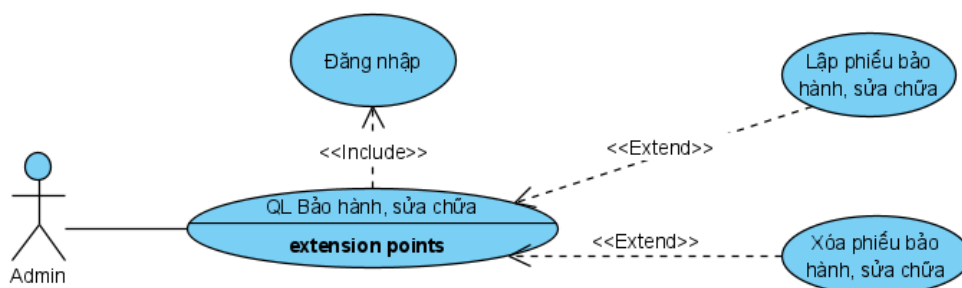 Đăng nhập
Lập phiếu bảo
hành, sửa chữa
<<Include>>
<<Extend>>
QL Bảo hành, sửa chữa
extension points
<<Extend>>
Xóa phiếu bảo
hành, sửa chữa
Admin